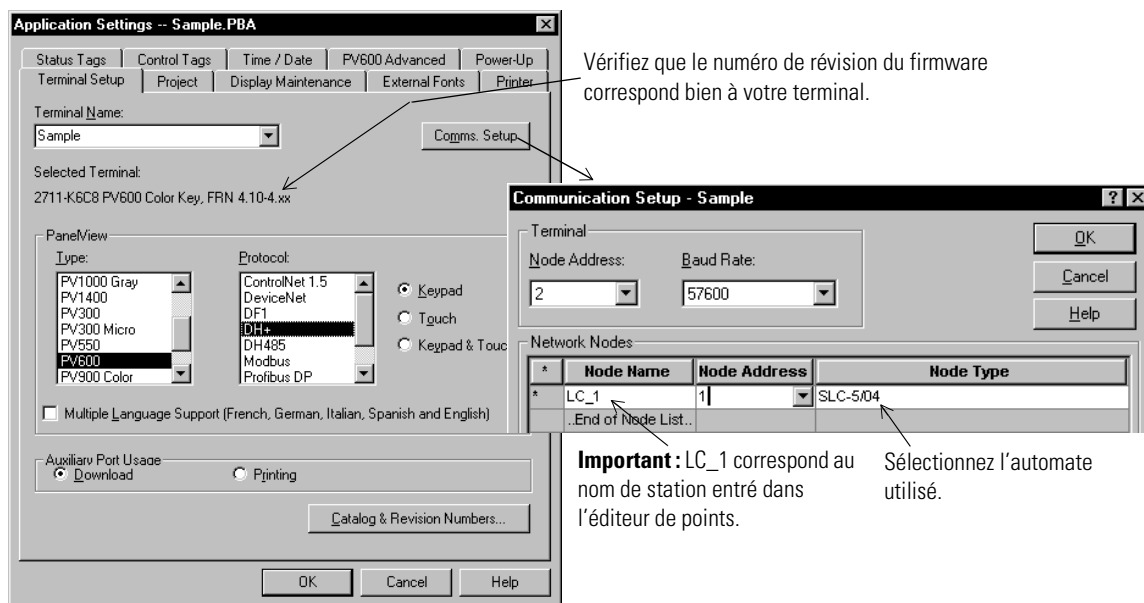 Application Settings -- Sample.PBA
Status Tags
Control Tags
Time / Date
PV600 Advanced
Power-Up
Terminal Setup
Project
Display Maintenance
External Fonts
Printer
Terminal Name:
Sample
Comms. Setup
Selected Terminal:
2711-K6C8 PV600 Color Key, FRN 4.10-4.xx
PanelView
Type:
PV1000 Gray
PV1400
PV300
PV300 Micro
PV550
PV600
PV900 Color
Protocol:
ControlNet 1.5
DeviceNet
DF1
DH+
DH485
Modbus
Profibus DP
Keypad
Touch
Keypad & Touc
Multiple Language Support (French, German, Italian, Spanish and English)
Auxiliary Port Usage
Download
Printing
Catalog & Revision Numbers...
OK
Cancel
Help
Vérifiez que le numéro de révision du firmware
correspond bien à votre terminal.
Communication Setup - Sample
Terminal
Node Address:
Baud Rate:
2
57600
OK
Cancel
Help
Network Nodes
* Node Name Node Address Node Type
* LC_1 1 SLC-5/04
..End of Node List..
Important : LC_1 correspond au
nom de station entré dans
l'éditeur de points.
Sélectionnez l'automate
utilisé.